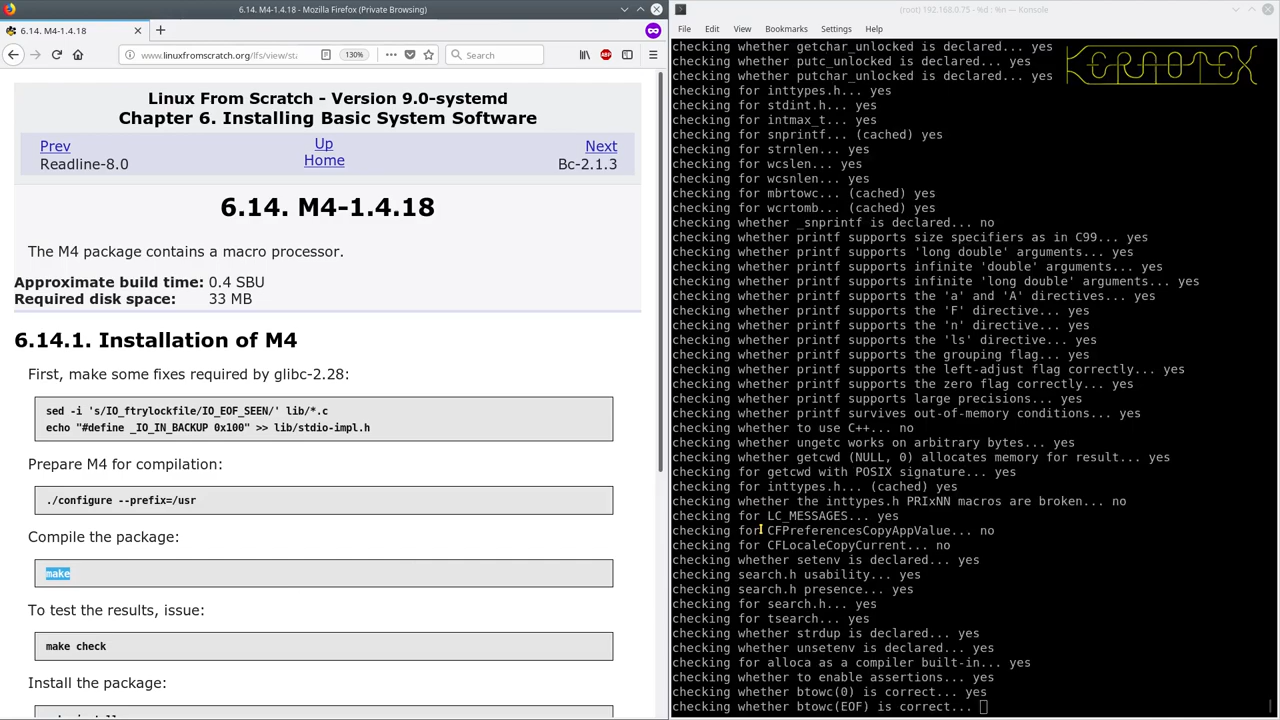 6.14. M4-1.4.18 - Mozilla Firefox (Private Browsing)
6.14. M4-1.4.18
www.linuxfromscratch.org/lfs/view/sta
130%
Search
ABP
Linux From Scratch - Version 9.0-systemd
Chapter 6. Installing Basic System Software
Prev
Up
Next
Readline-8.0
Home
Bc-2.1.3
6.14. M4-1.4.18
The M4 package contains a macro processor.
Approximate build time: 0.4 SBU
Required disk space: 33 MB
6.14.1. Installation of M4
First, make some fixes required by glibc-2.28:
sed -i 's/IO_ftrylockfile/IO_EOF_SEEN/' lib/*.c
echo "#define _IO_IN_BACKUP 0x100" >> lib/stdio-impl.h
Prepare M4 for compilation:
./configure --prefix=/usr
Compile the package:
make
To test the results, issue:
make check
Install the package:
(root) 192.168.0.75 - %d : %n — Konsole
File Edit View Bookmarks Settings Help
KERAOTEX
checking whether getchar_unlocked is declared... yes
checking whether putc_unlocked is declared... yes
checking whether putchar_unlocked is declared... yes
checking for inttypes.h... yes
checking for stdint.h... yes
checking for intmax_t... yes
checking for snprintf... (cached) yes
checking for strnlen... yes
checking for wcslen... yes
checking for wcsnlen... yes
checking for mbrtowc... (cached) yes
checking for wcrtomb... (cached) yes
checking whether _snprintf is declared... no
checking whether printf supports size specifiers as in C99... yes
checking whether printf supports 'long double' arguments... yes
checking whether printf supports infinite 'double' arguments... yes
checking whether printf supports infinite 'long double' arguments... yes
checking whether printf supports the 'a' and 'A' directives... yes
checking whether printf supports the 'F' directive... yes
checking whether printf supports the 'n' directive... yes
checking whether printf supports the 'ls' directive... yes
checking whether printf supports the grouping flag... yes
checking whether printf supports the left-adjust flag correctly... yes
checking whether printf supports the zero flag correctly... yes
checking whether printf supports large precisions... yes
checking whether printf survives out-of-memory conditions... yes
checking whether to use C++... no
checking whether ungetc works on arbitrary bytes... yes
checking whether getcwd (NULL, 0) allocates memory for result... yes
checking for getcwd with POSIX signature... yes
checking for inttypes.h... (cached) yes
checking whether the inttypes.h PRIxNN macros are broken... no
checking for LC_MESSAGES... yes
checking for CFPreferencesCopyAppValue... no
checking for CFLocaleCopyCurrent... no
checking whether setenv is declared... yes
checking search.h usability... yes
checking search.h presence... yes
checking for search.h... yes
checking for tsearch... yes
checking whether strdup is declared... yes
checking whether unsetenv is declared... yes
checking for alloca as a compiler built-in... yes
checking whether to enable assertions... yes
checking whether btowc(0) is correct... yes
checking whether btowc(EOF) is correct...